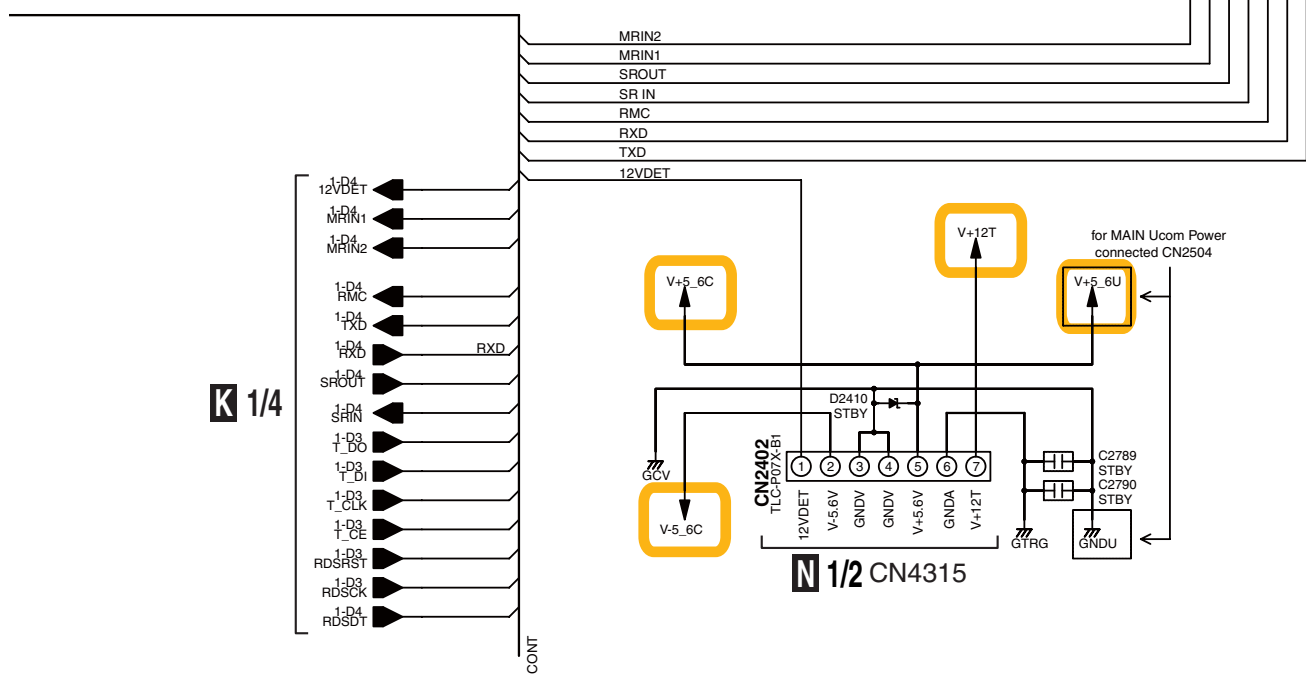 MRIN2
MRIN1
SROUT
SR IN
RMC
RXD
TXD
12VDET
1-D4
12VDET
1-D4
MRIN1
1-D4
MRIN2
1-D4
RMC
1-D4
TXD
1-D4
RXD
RXD
1-D4
SROUT
1-D4
SRIN
1-D3
T_DO
1-D3
T_DI
1-D3
T_CLK
1-D3
T_CE
1-D3
RDSRST
1-D3
RDSCK
1-D4
RDSDT
K 1/4
CONT
V+12T
for MAIN Ucom Power
connected CN2504
V+5_6C
V+5_6U
D2410
STBY
GCV
V-5_6C
CN2402
TLC-P07X-B1
1 2 3 4 5 6 7
12VDET
V-5.6V
GNDV
GNDV
V+5.6V
GNDA
V+12T
C2789
STBY
C2790
STBY
GTRG
GNDU
N 1/2 CN4315